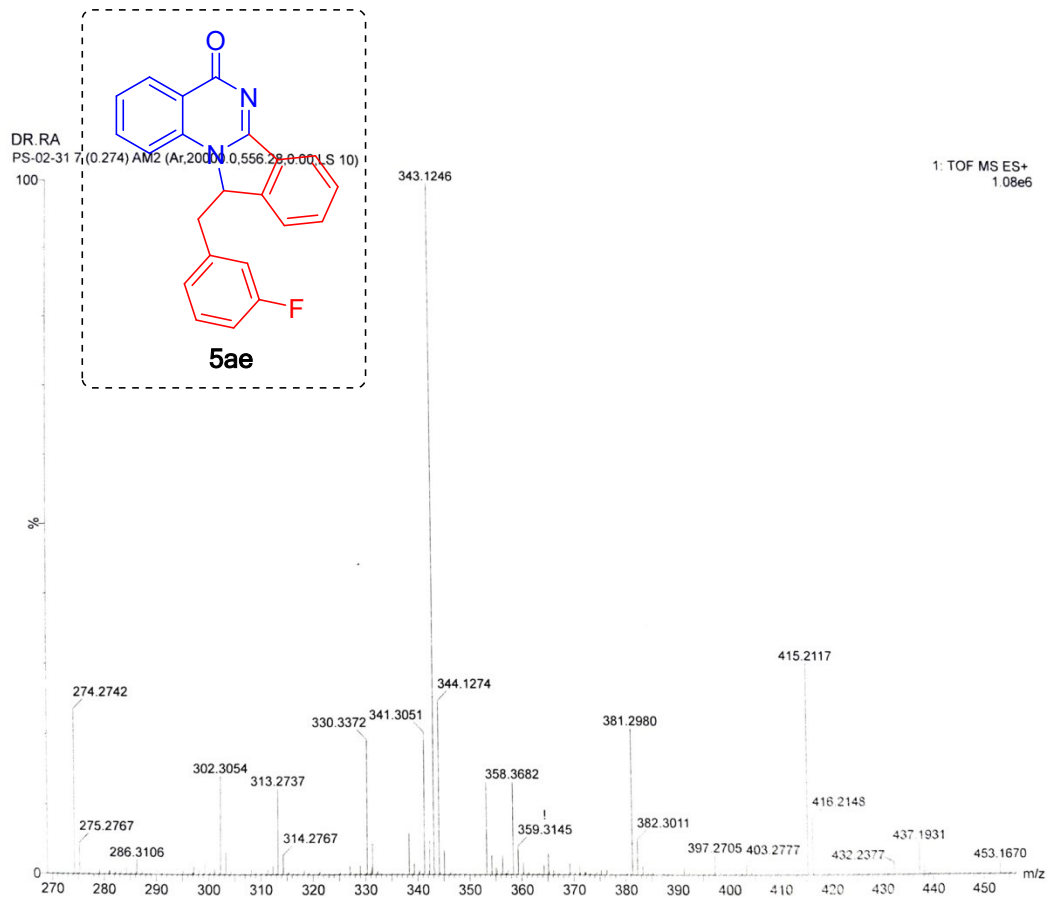 O
N
N
F
5ae
DR.RA
PS-02-31 7 (0.274) AM2 (Ar,20000.0,556.28,0.00,LS 10)
1: TOF MS ES+
1.08e6
100
343.1246
%
415.2117
274.2742
344.1274
341.3051
330.3372
381.2980
302.3054
313.2737
358.3682
!
359.3145
416.2148
382.3011
275.2767
314.2767
286.3106
437.1931
397.2705
403.2777
432.2377
453.1670
0
m/z
270 280 290 300 310 320 330 340 350 360 370 380 390 400 410 420 430 440 450